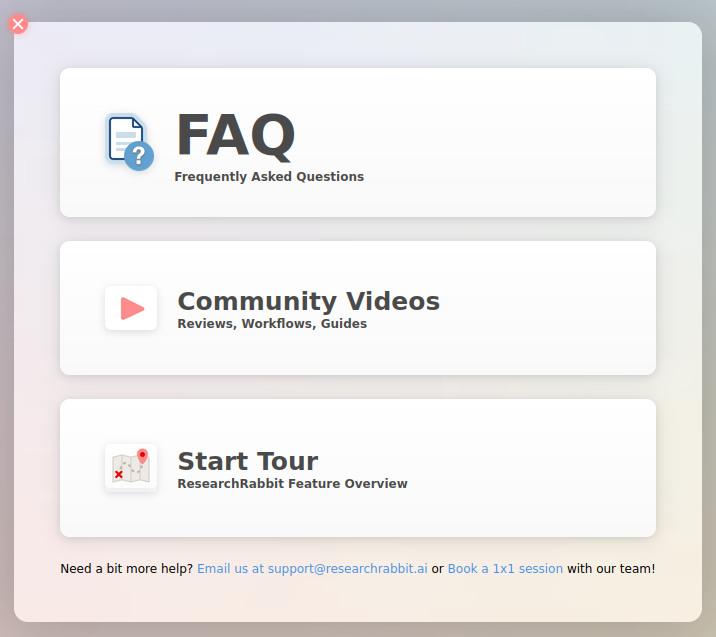 FAQ
Frequently Asked Questions
Community Videos
Reviews, Workflows, Guides
Start Tour
ResearchRabbit Feature Overview
Need a bit more help? Email us at support@researchrabbit.ai or Book a 1x1 session with our team!